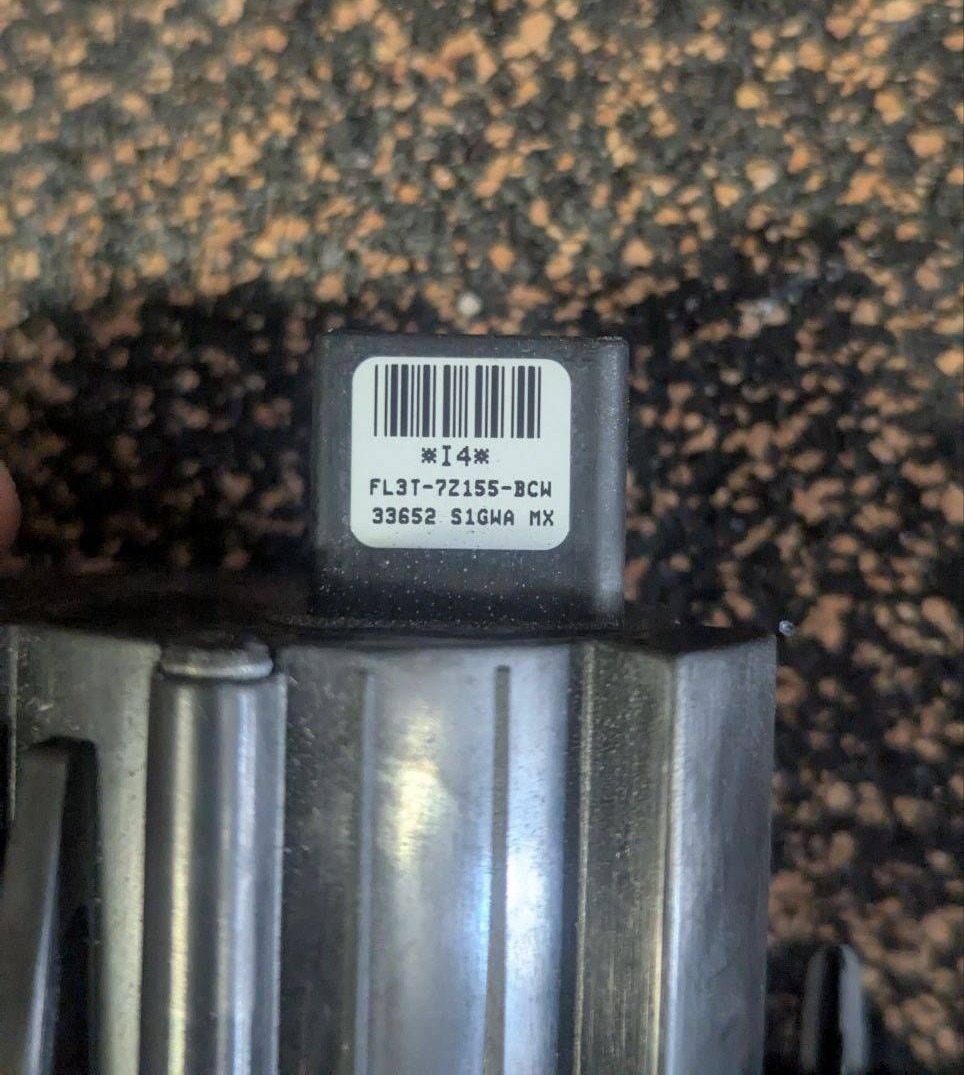 ※I4※
FL3T-7Z155-BCW
33652 S1GWA MX